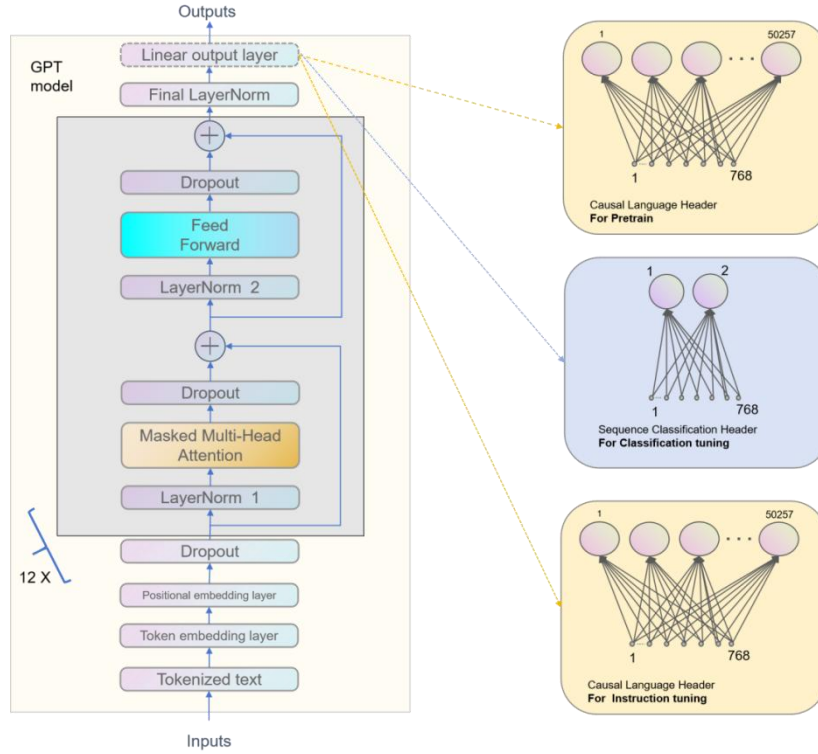 Outputs
GPT
model
Linear output layer
Final LayerNorm
Dropout
Feed
Forward
LayerNorm 2
Dropout
Masked Multi-Head
Attention
LayerNorm 1
12 X
Dropout
Positional embedding layer
Token embedding layer
Tokenized text
Inputs
1
50257
...
1
768
Causal Language Header
For Pretrain
1
2
1
768
Sequence Classification Header
For Classification tuning
1
50257
...
1
768
Causal Language Header
For Instruction tuning